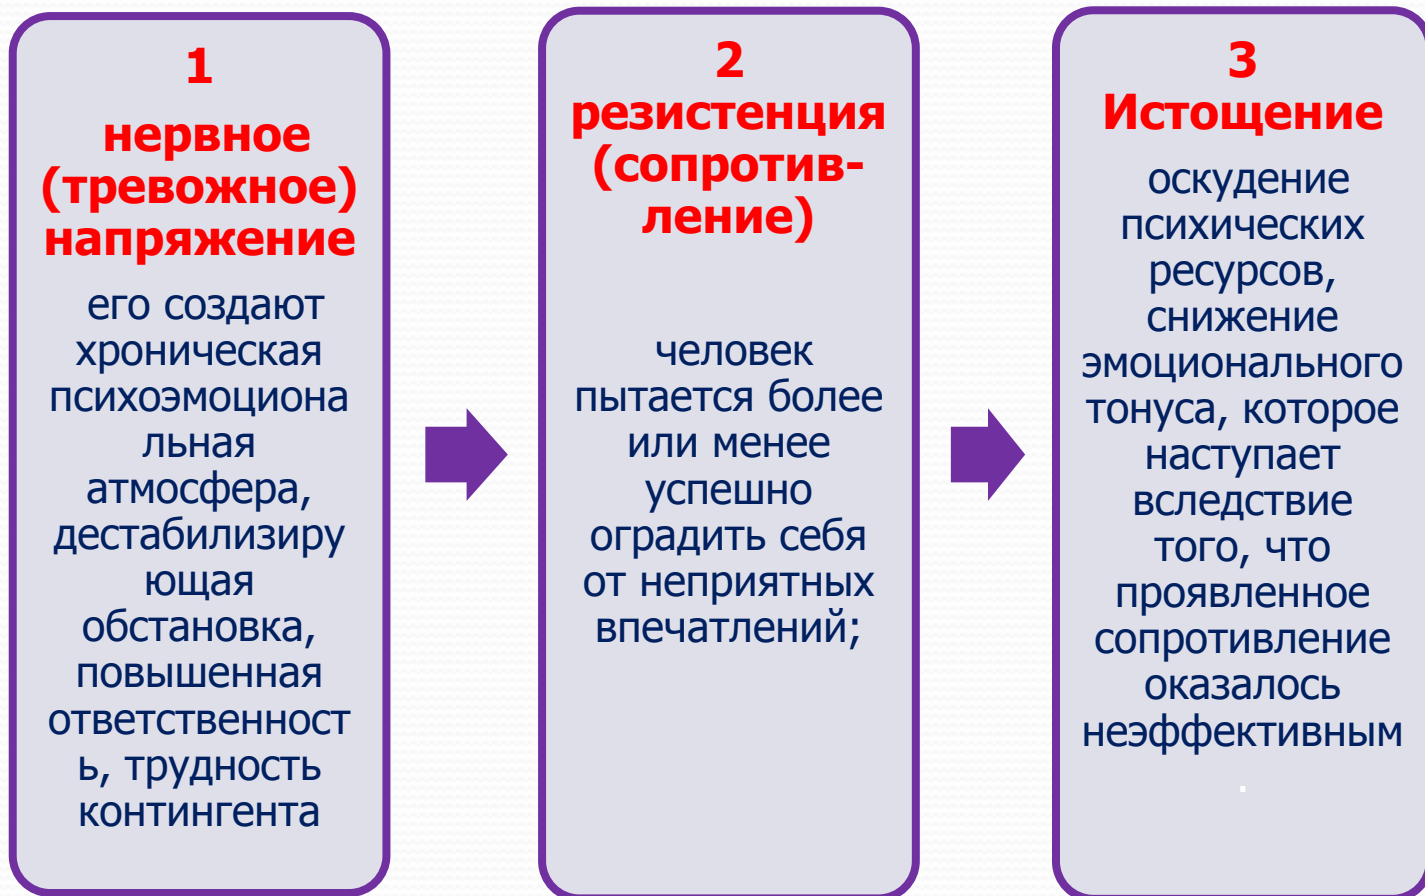 1
нервное
(тревожное)
напряжение
его создают
хроническая
психоэмоциона
льная
атмосфера,
дестабилизиру
ющая
обстановка,
повышенная
ответственност
ь, трудность
контингента
2
резистенция
(сопротив-
ление)
человек
пытается более
или менее
успешно
оградить себя
от неприятных
впечатлений;
3
Истощение
оскудение
психических
ресурсов,
снижение
эмоционального
тонуса, которое
наступает
вследствие
того, что
проявленное
сопротивление
оказалось
неэффективным
.